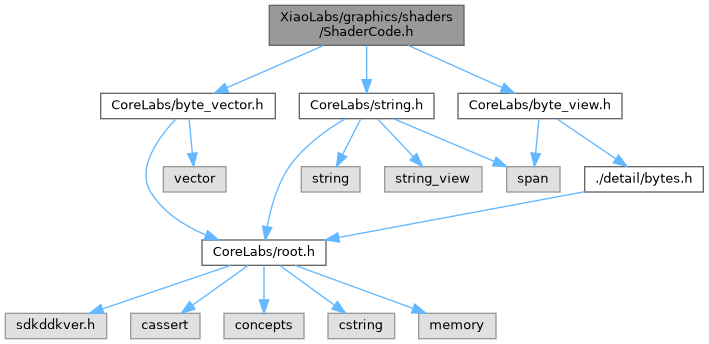 XiaoLabs/graphics/shaders
/ShaderCode.h
CoreLabs/byte_vector.h
CoreLabs/string.h
CoreLabs/byte_view.h
vector
string
string_view
span
./detail/bytes.h
CoreLabs/root.h
sdkddkver.h
cassert
concepts
cstring
memory